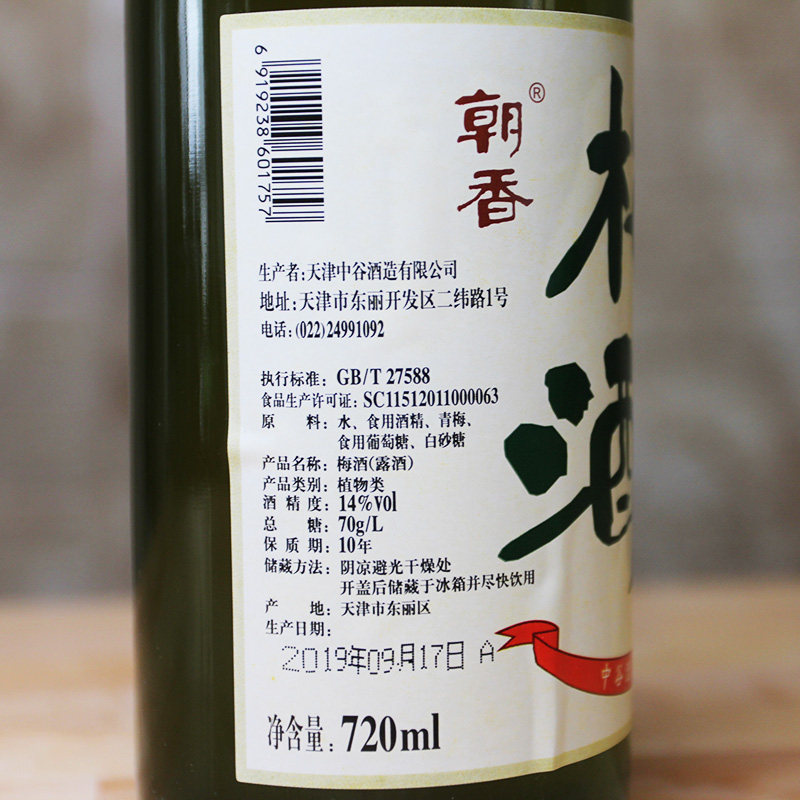 6919238601757
朝香®
生产者:天津中谷酒造有限公司
地址:天津市东丽开发区二纬路1号
电话:(022)24991092
执行标准: GB/T 27588
食品生产许可证: SC11512011000063
原 料: 水、食用酒精、青梅、
食用葡萄糖、白砂糖
产品名称: 梅酒(露酒)
产品类别: 植物类
酒 精 度: 14%vol
总 糖: 70g/L
保 质 期: 10年
储藏方法: 阴凉避光干燥处
开盖后储藏于冰箱并尽快饮用
产 地: 天津市东丽区
生产日期:
2019年09月17日 A
净含量: 720ml
酒
中谷